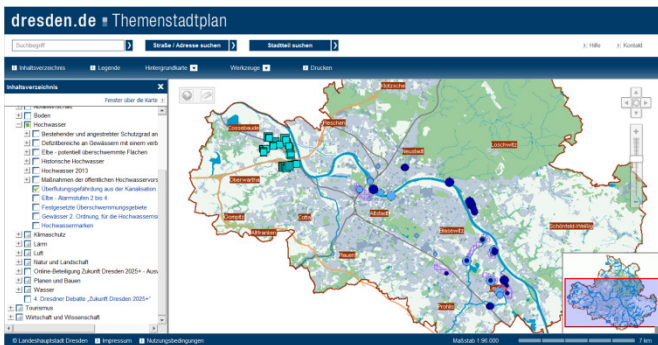 dresden.de Themenstadtplan
Suchbegriff
Straße / Adresse suchen
Stadtteil suchen
Hilfe
Kontakt
Inhaltsverzeichnis
Legende
Hintergrundkarte
Werkzeuge
Drucken
Inhaltsverzeichnis X
Fenster über die Karte
Boden
Hochwasser
Bestehender und angestrebter Schutzgrad an
Defizitbereiche an Gewässern mit einem verb
Elbe - potentiell überschwemmte Flächen
Historische Hochwasser
Hochwasser 2013
Maßnahmen der öffentlichen Hochwasservors
Überflutungsgefährdung aus der Kanalisation
Elbe - Alarmstufen 2 bis 4
Festgesetzte Überschwemmungsgebiete
Gewässer 2. Ordnung, für die Hochwasserris
Hochwassermarken
Klimaschutz
Lärm
Luft
Natur und Landschaft
Online-Beteiligung Zukunft Dresden 2025+ - Ausw
Planen und Bauen
Wasser
4. Dresdner Debatte „Zukunft Dresden 2025+"
Tourismus
Wirtschaft und Wissenschaft
Klotzsche
Cossebaude
Pieschen
Neustadt
Loschwitz
Oberwartha
Gompitz
Cotta
Altstadt
Blasewitz
Schönfeld-Weißig
Altfranken
Plauen
Prohlis
© Landeshauptstadt Dresden
Impressum
Nutzungsbedingungen
Maßstab 1:96.000
7 km